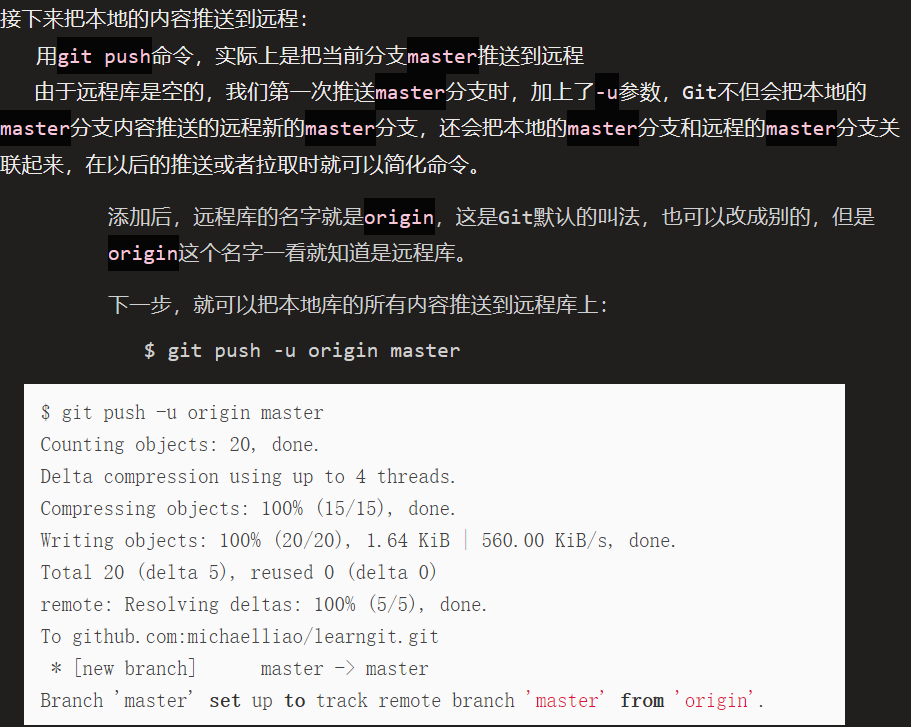 接下来把本地的内容推送到远程：
用git push命令，实际上是把当前分支master推送到远程
由于远程库是空的，我们第一次推送master分支时，加上了-u参数，Git不但会把本地的
master分支内容推送的远程新的master分支，还会把本地的master分支和远程的master分支关
联起来，在以后的推送或者拉取时就可以简化命令。
添加后，远程库的名字就是origin，这是Git默认的叫法，也可以改成别的，但是
origin这个名字一看就知道是远程库。
下一步，就可以把本地库的所有内容推送到远程库上：
$ git push -u origin master
$ git push -u origin master
Counting objects: 20, done.
Delta compression using up to 4 threads.
Compressing objects: 100% (15/15), done.
Writing objects: 100% (20/20), 1.64 KiB | 560.00 KiB/s, done.
Total 20 (delta 5), reused 0 (delta 0)
remote: Resolving deltas: 100% (5/5), done.
To github.com:michaelliao/learngit.git
 * [new branch]      master -> master
Branch 'master' set up to track remote branch 'master' from 'origin'.